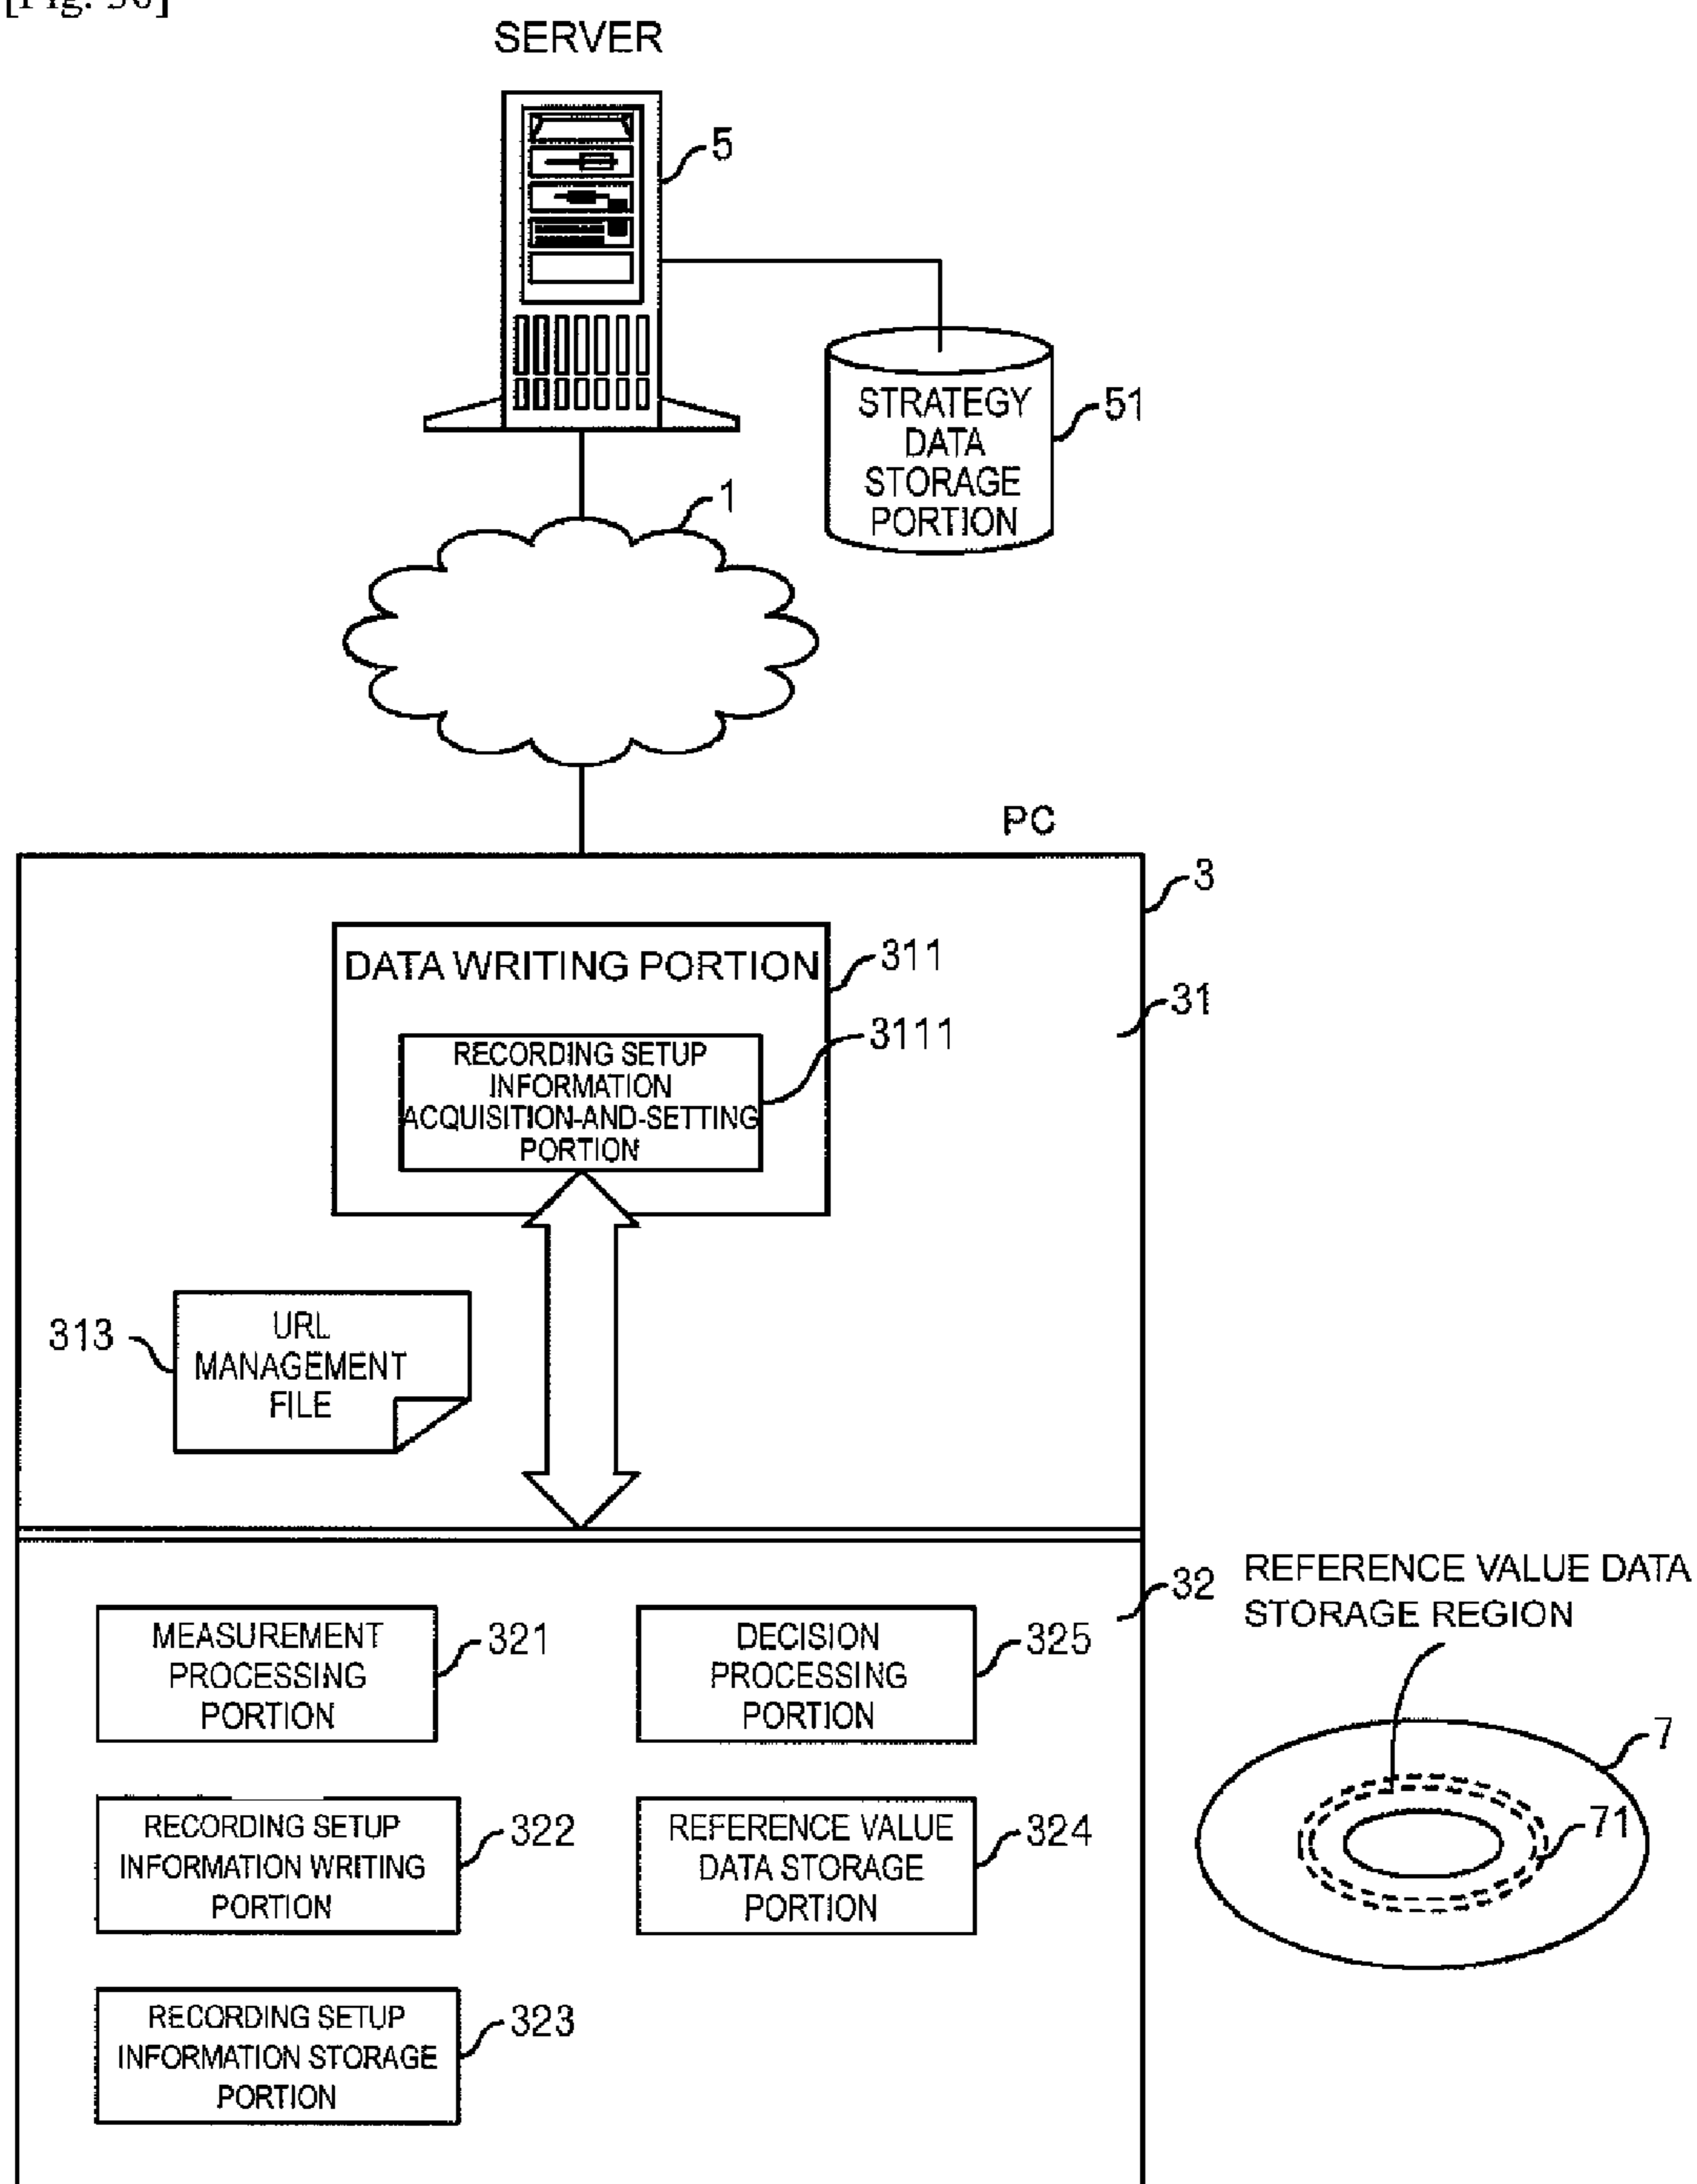 SERVER
5
STRATEGY
DATA
STORAGE
PORTION
51
1
PC
3
DATA WRITING PORTION
311
31
RECORDING SETUP
INFORMATION
ACQUISITION-AND-SETTING
PORTION
3111
313
URL
MANAGEMENT
FILE
32
REFERENCE VALUE DATA
STORAGE REGION
MEASUREMENT
PROCESSING
PORTION
321
DECISION
PROCESSING
PORTION
325
7
71
RECORDING SETUP
INFORMATION WRITING
PORTION
322
REFERENCE VALUE
DATA STORAGE
PORTION
324
RECORDING SETUP
INFORMATION STORAGE
PORTION
323